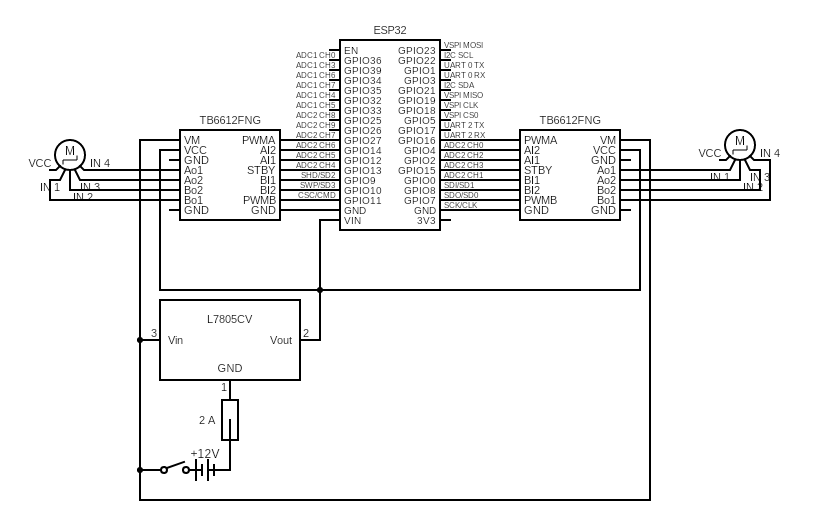 ESP32
EN
GPIO36
GPIO39
GPIO34
GPIO35
GPIO32
GPIO33
GPIO25
GPIO26
GPIO27
GPIO14
GPIO12
GPIO13
GPIO9
GPIO10
GPIO11
GND
VIN
GPIO23
GPIO22
GPIO1
GPIO3
GPIO21
GPIO19
GPIO18
GPIO5
GPIO17
GPIO16
GPIO4
GPIO2
GPIO15
GPIO0
GPIO8
GPIO7
GND
3V3
ADC1 CH0
ADC1 CH3
ADC1 CH6
ADC1 CH7
ADC1 CH4
ADC1 CH5
ADC2 CH8
ADC2 CH9
ADC2 CH7
ADC2 CH6
ADC2 CH5
ADC2 CH4
SHD/SD2
SWP/SD3
CSC/CMD
VSPI MOSI
I2C SCL
UART 0 TX
UART 0 RX
I2C SDA
VSPI MISO
VSPI CLK
VSPI CS0
UART 2 TX
UART 2 RX
ADC2 CH0
ADC2 CH2
ADC2 CH3
ADC2 CH1
SDI/SD1
SDO/SD0
SCK/CLK
TB6612FNG
VM
VCC
GND
Ao1
Ao2
Bo2
Bo1
GND
PWMA
AI2
AI1
STBY
BI1
BI2
PWMB
GND
TB6612FNG
PWMA
AI2
AI1
STBY
BI1
BI2
PWMB
GND
VM
VCC
GND
Ao1
Ao2
Bo2
Bo1
GND
M
VCC
IN 4
IN 1
IN 3
IN 2
M
VCC
IN 4
IN 1
IN 3
IN 2
L7805CV
3
Vin
Vout
2
GND
1
2 A
+12V